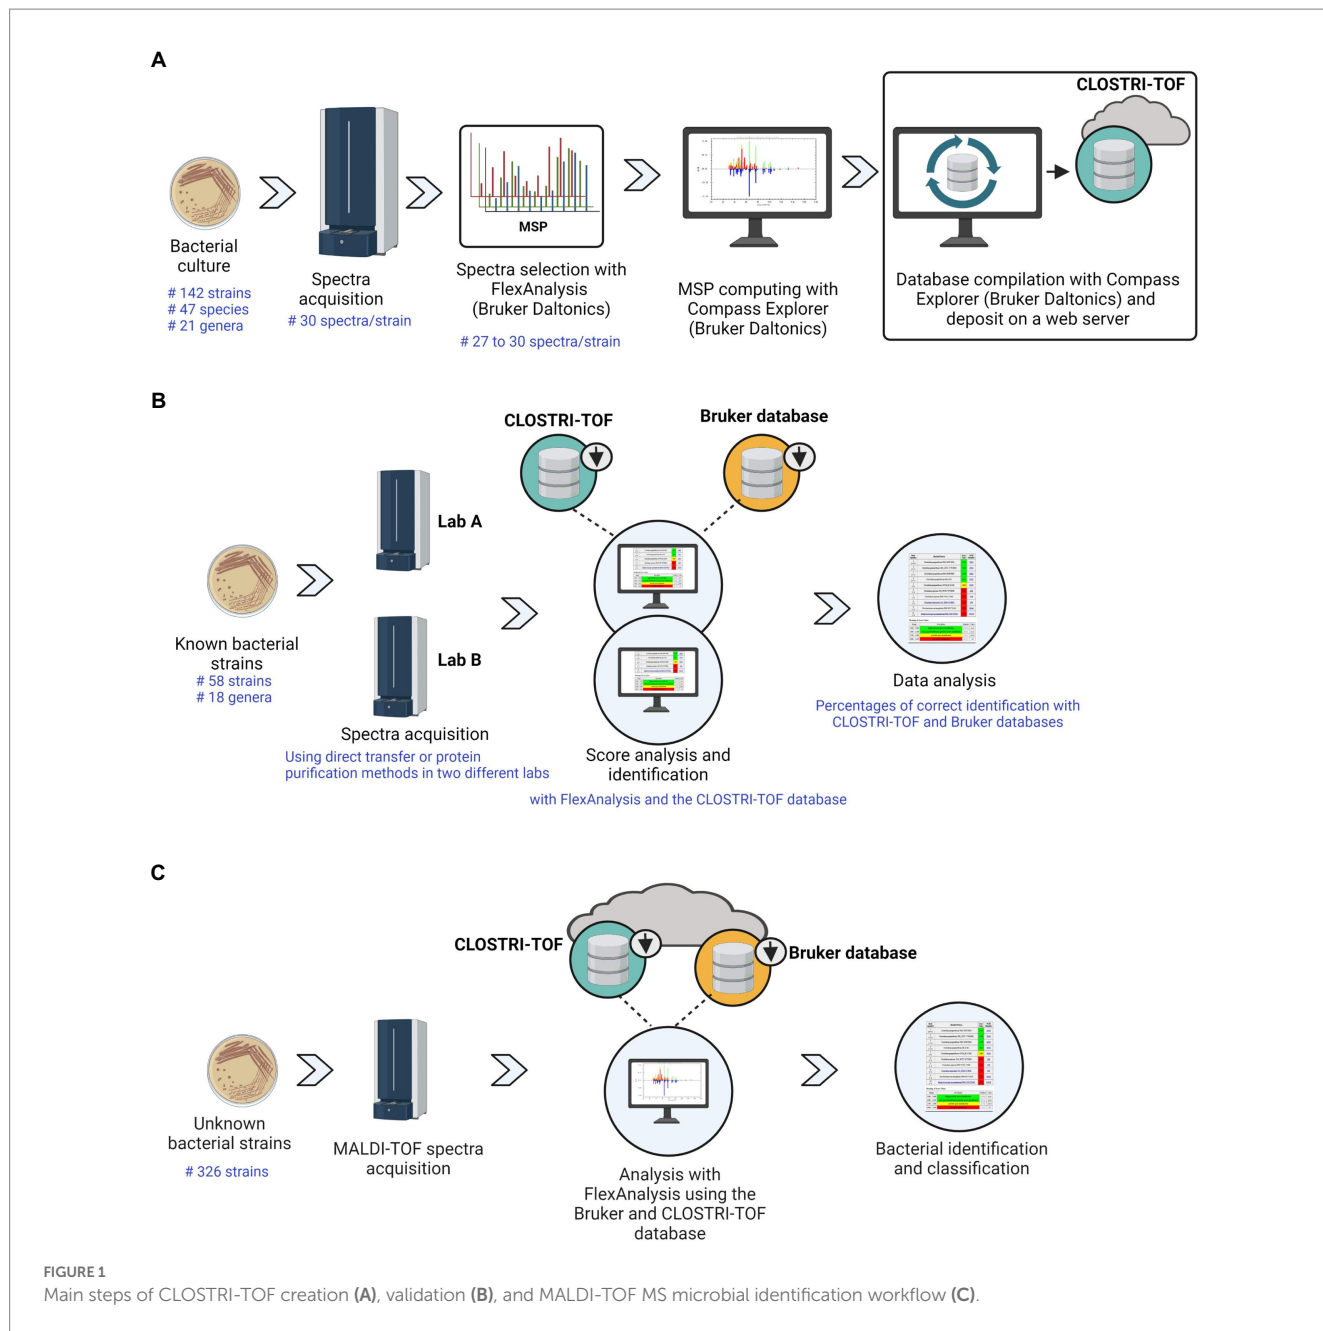 A
CLOSTRI-TOF
MSP
Bacterial
culture
# 142 strains
# 47 species
# 21 genera
Spectra
acquisition
# 30 spectra/strain
Spectra selection with
FlexAnalysis
(Bruker Daltonics)
# 27 to 30 spectra/strain
MSP computing with
Compass Explorer
(Bruker Daltonics)
Database compilation with Compass
Explorer (Bruker Daltonics) and
deposit on a web server
B
CLOSTRI-TOF
Bruker database
Lab A
Lab B
Known bacterial
strains
# 58 strains
# 18 genera
Spectra acquisition
Using direct transfer or protein
purification methods in two different labs
Score analysis and
identification
with FlexAnalysis and the CLOSTRI-TOF database
Data analysis
Percentages of correct identification with
CLOSTRI-TOF and Bruker databases
C
CLOSTRI-TOF
Bruker database
Unknown
bacterial strains
# 326 strains
MALDI-TOF spectra
acquisition
Analysis with
FlexAnalysis using the
Bruker and CLOSTRI-TOF
database
Bacterial identification
and classification
FIGURE 1
Main steps of CLOSTRI-TOF creation (A), validation (B), and MALDI-TOF MS microbial identification workflow (C).